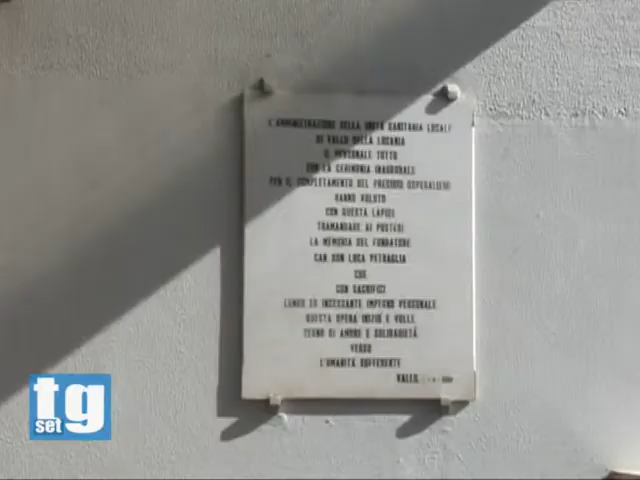 L'AMMINISTRAZIONE DELLA UNITÀ SANITARIA LOCALE
DI VALLO DELLA LUCANIA
IL PERSONALE TUTTO
CON LA CERIMONIA INAUGURALE
PER IL COMPLETAMENTO DEL PRESIDIO OSPEDALIERO
HANNO VOLUTO
CON QUESTA LAPIDE
TRAMANDARE AI POSTERI
LA MEMORIA DEL FONDATORE
CAN DON LUCA PETRAGLIA
CHE
CON SACRIFICI
LUNGO ED INCESSANTE IMPEGNO PERSONALE
QUESTA OPERA INIZIÒ E VOLLE
SEGNO DI AMORE E SOLIDARIETÀ
VERSO
L'UMANITÀ SOFFERENTE
VALLO
tg
set